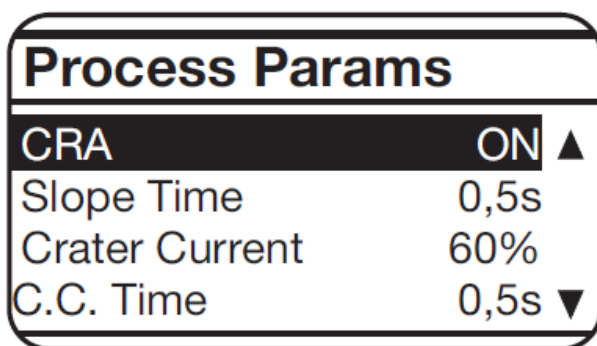 Process Params
CRA ON ▲
Slope Time 0,5s
Crater Current 60%
C.C. Time 0,5s ▼